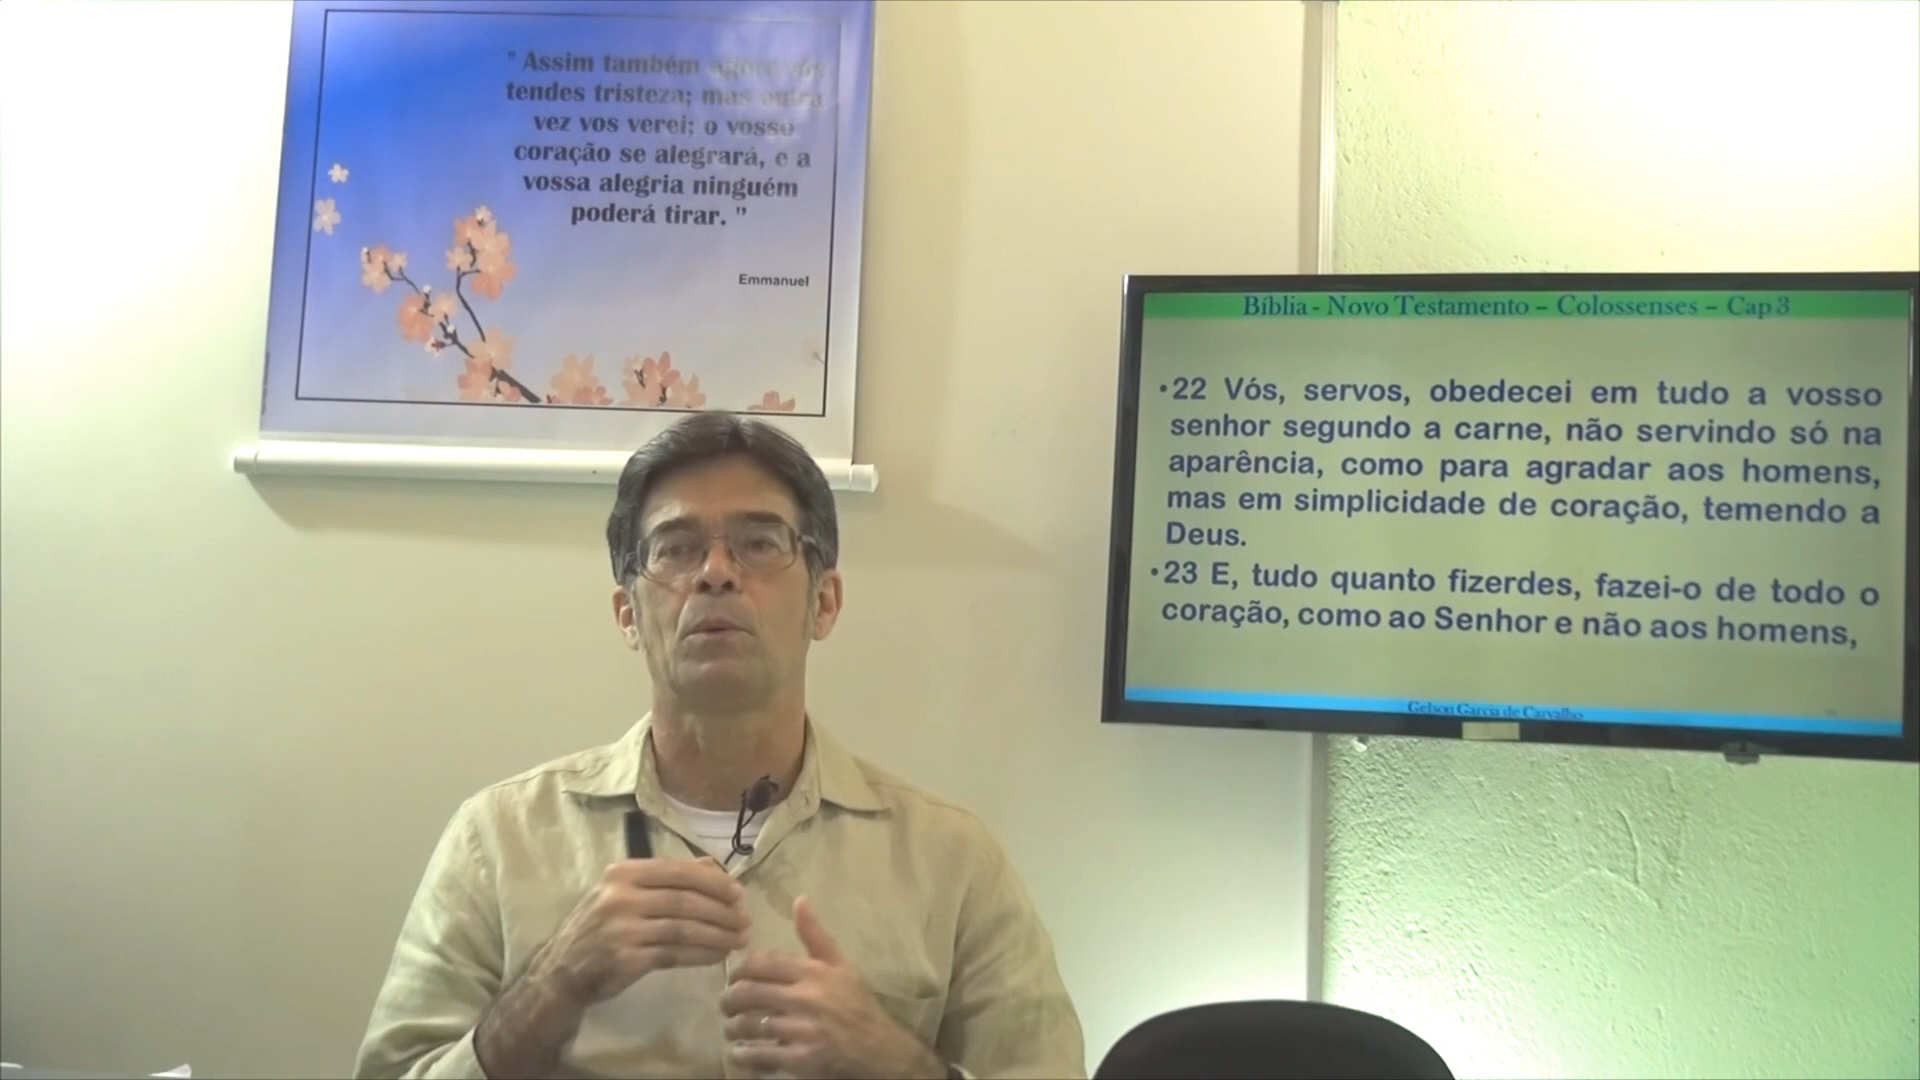 " Assim também agora vós
tendes tristeza; mas outra
vez vos verei; o vosso
coração se alegrará, e a
vossa alegria ninguém
poderá tirar. "
Emmanuel
Bíblia - Novo Testamento – Colossenses – Cap 3
•22 Vós, servos, obedecei em tudo a vosso
senhor segundo a carne, não servindo só na
aparência, como para agradar aos homens,
mas em simplicidade de coração, temendo a
Deus.
•23 E, tudo quanto fizerdes, fazei-o de todo o
coração, como ao Senhor e não aos homens,
Gelson Garcia de Carvalho